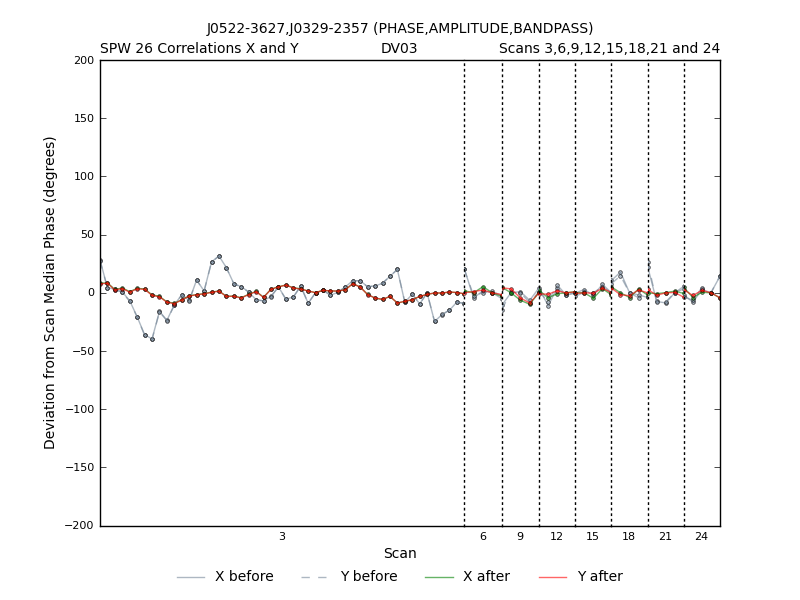 J0522-3627,J0329-2357 (PHASE,AMPLITUDE,BANDPASS)
SPW 26 Correlations X and Y DV03 Scans 3,6,9,12,15,18,21 and 24
200
150
100
50
0
−50
−100
−150
−200
Deviation from Scan Median Phase (degrees)
3 6 9 12 15 18 21 24
Scan
X before Y before X after Y after